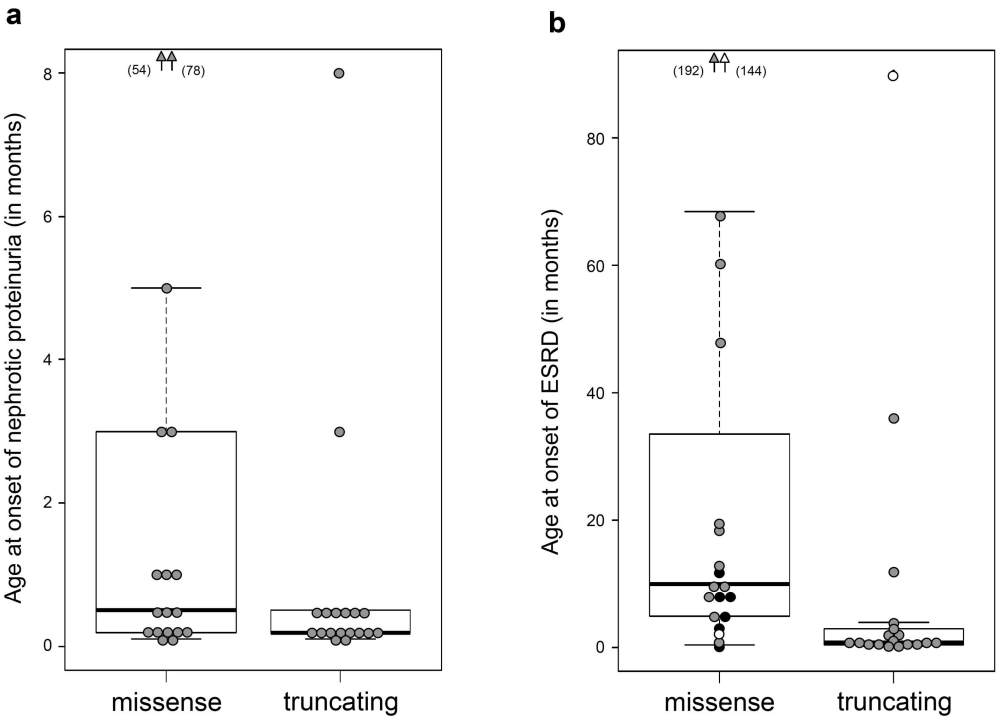 a
Age at onset of nephrotic proteinuria (in months)
(54) (78)
8
6
4
2
0
missense truncating
b
Age at onset of ESRD (in months)
(192) (144)
80
60
40
20
0
missense truncating